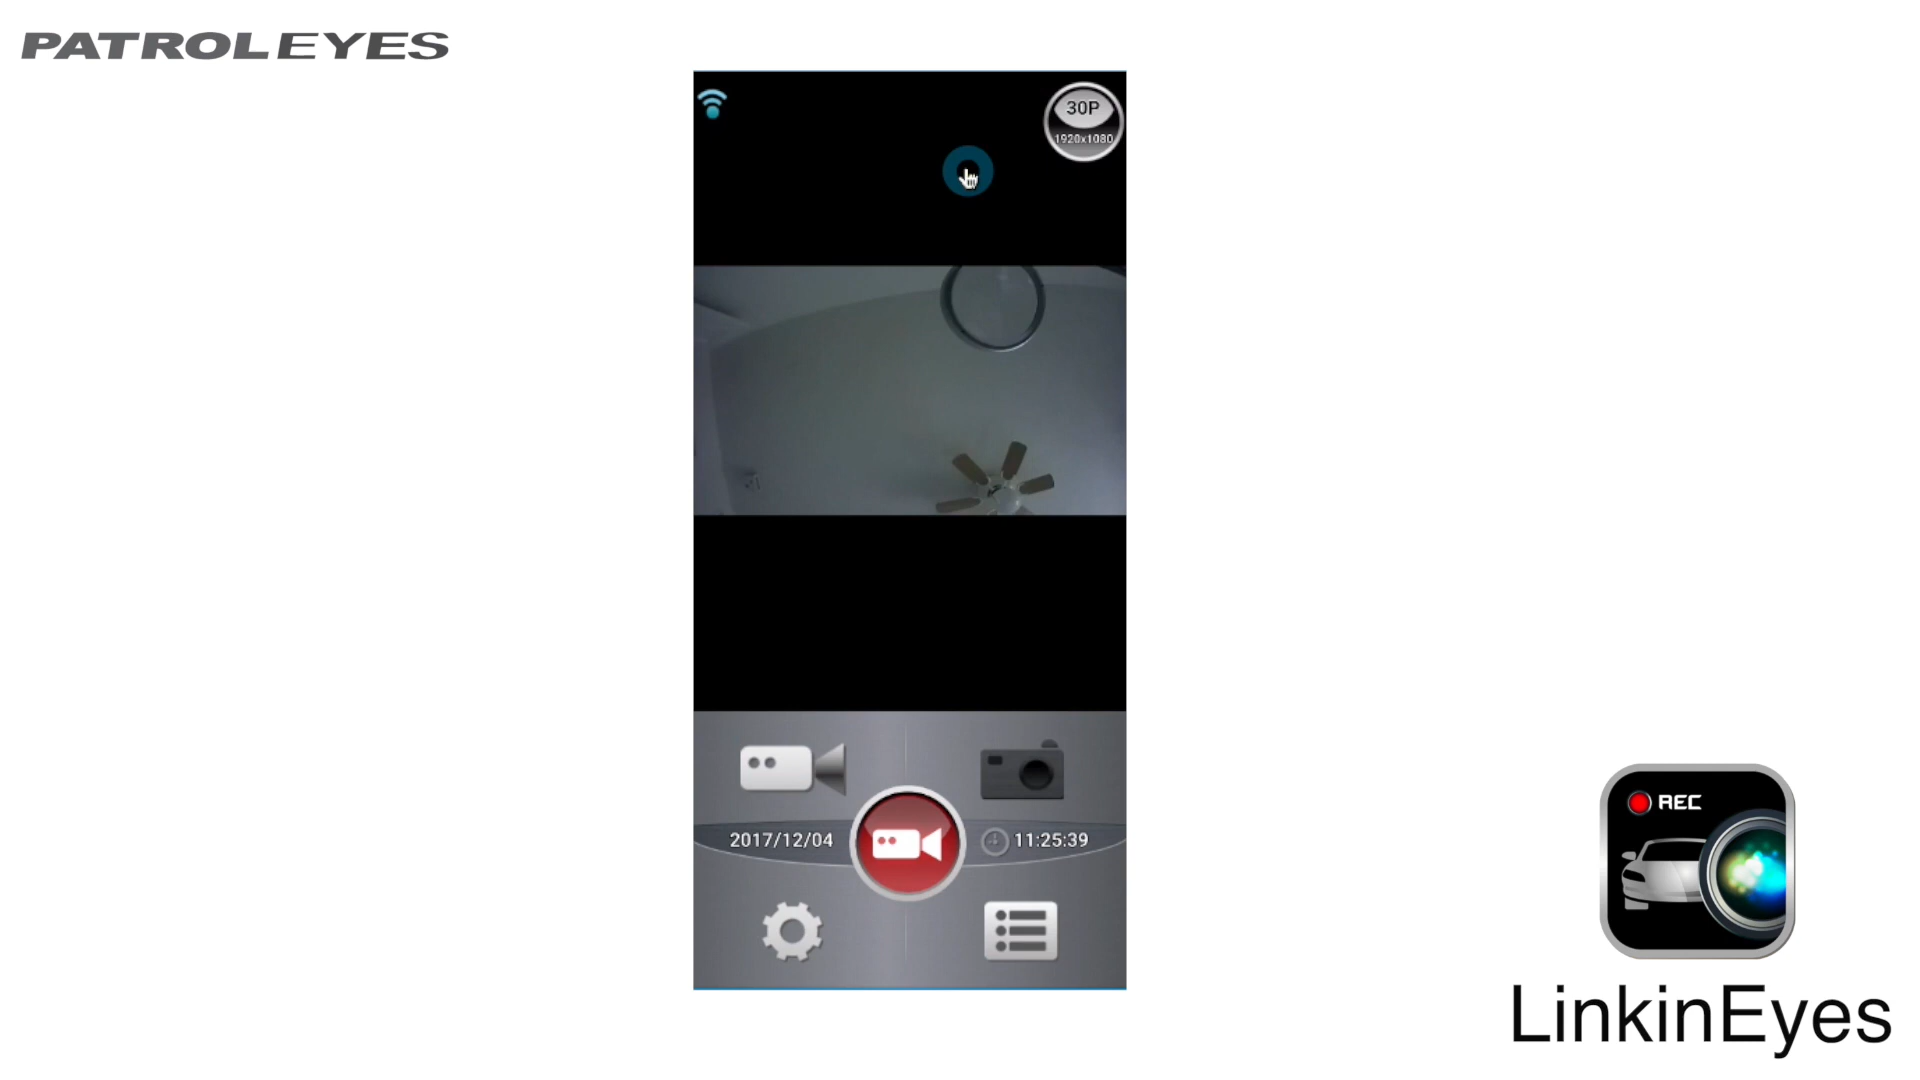 PATROLEYES
30P
1920x1080
2017/12/04
11:25:39
REC
LinkinEyes